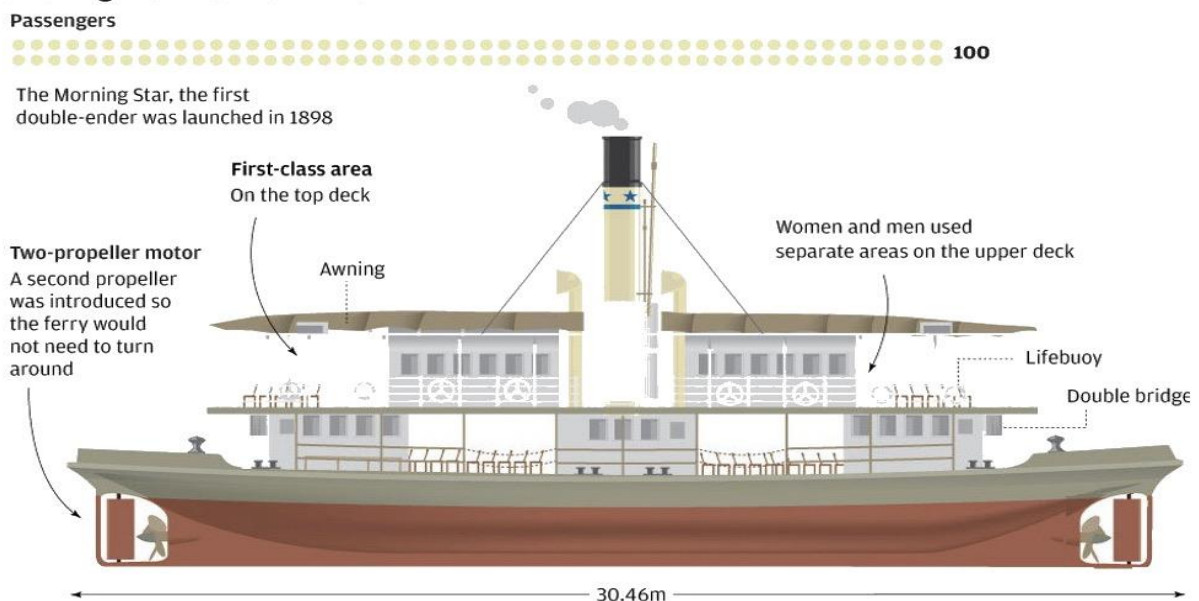 Passengers
100
The Morning Star, the first
double-ender was launched in 1898
First-class area
On the top deck
Women and men used
separate areas on the upper deck
Two-propeller motor
A second propeller
was introduced so
the ferry would
not need to turn
around
Awning
Lifebuoy
Double bridge
30.46m